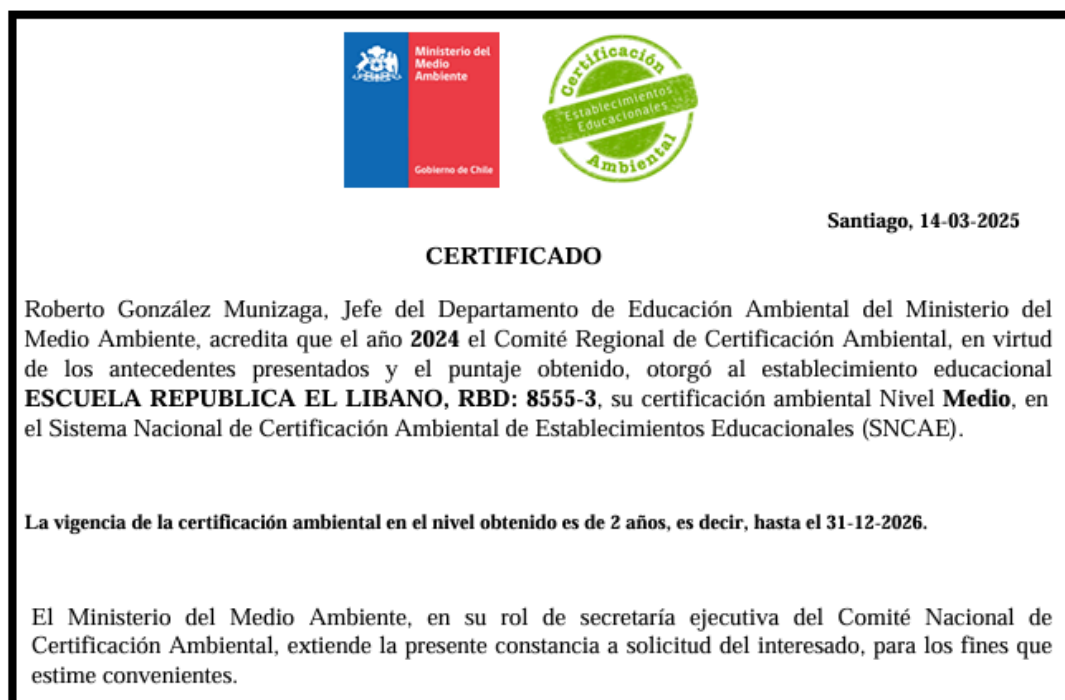 Ministerio del
Medio
Ambiente
Gobierno de Chile
Certificación
Establecimientos
Educacionales
Ambiental
Santiago, 14-03-2025
CERTIFICADO
Roberto González Munizaga, Jefe del Departamento de Educación Ambiental del Ministerio del
Medio Ambiente, acredita que el año 2024 el Comité Regional de Certificación Ambiental, en virtud
de los antecedentes presentados y el puntaje obtenido, otorgó al establecimiento educacional
ESCUELA REPUBLICA EL LIBANO, RBD: 8555-3, su certificación ambiental Nivel Medio, en
el Sistema Nacional de Certificación Ambiental de Establecimientos Educacionales (SNCAE).
La vigencia de la certificación ambiental en el nivel obtenido es de 2 años, es decir, hasta el 31-12-2026.
El Ministerio del Medio Ambiente, en su rol de secretaría ejecutiva del Comité Nacional de
Certificación Ambiental, extiende la presente constancia a solicitud del interesado, para los fines que
estime convenientes.